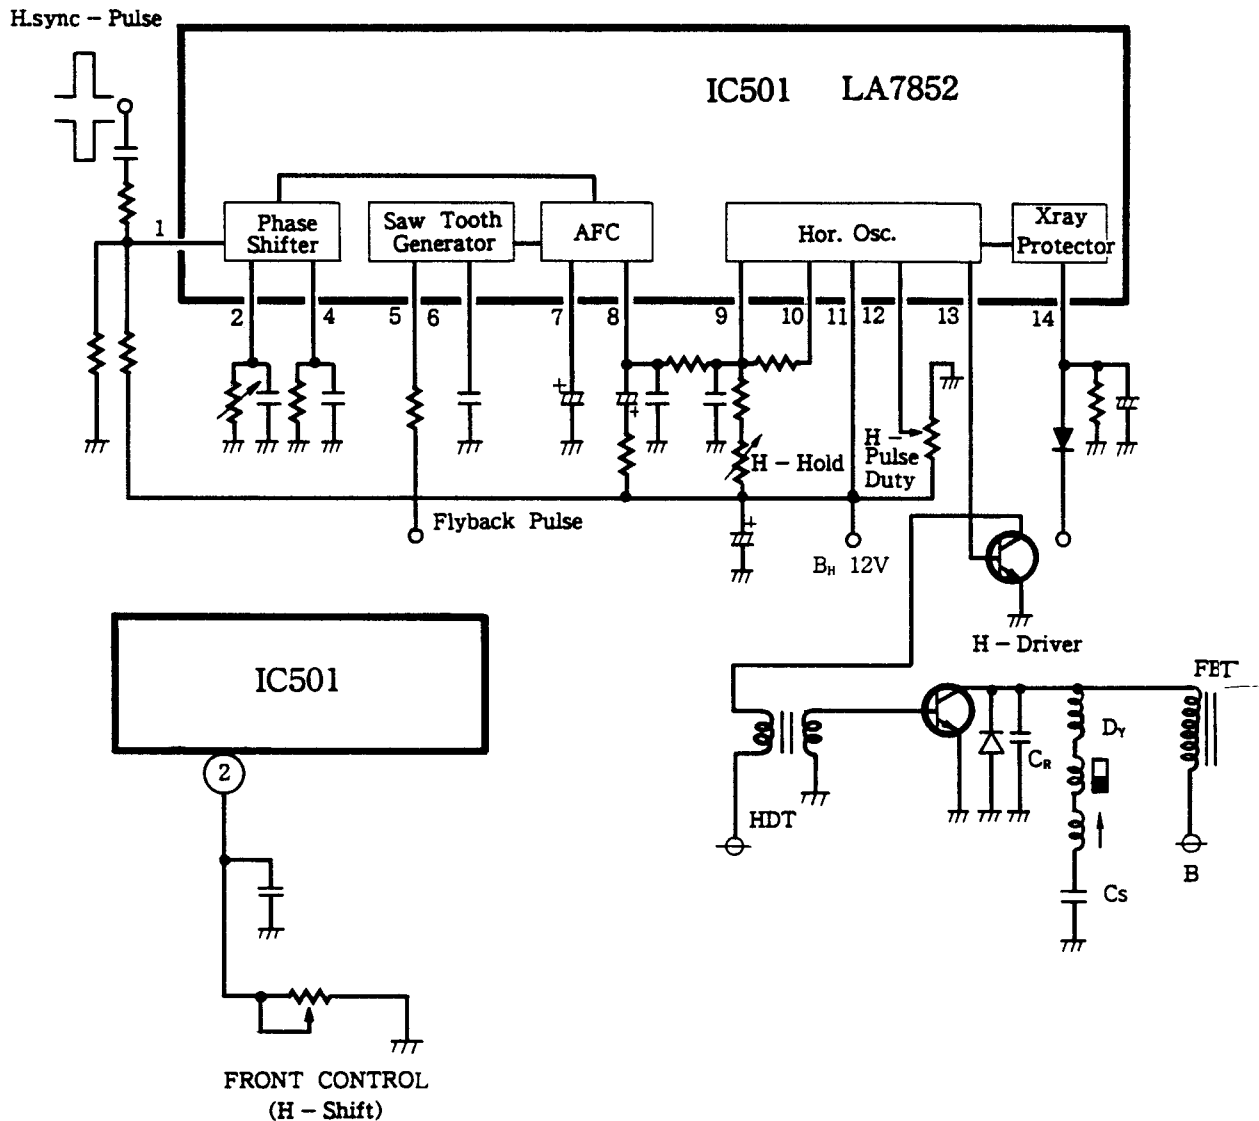 H.sync – Pulse
IC501 LA7852
1
Phase
Shifter
Saw Tooth
Generator
AFC
Hor. Osc.
Xray
Protector
2
4
5
6
7
8
9
10
11
12
13
14
+
+
H – Hold
H –
Pulse
Duty
Flyback Pulse
+
BH 12V
H – Driver
IC501
2
FBT
DY
CR
HDT
B
Cs
FRONT CONTROL
(H – Shift)